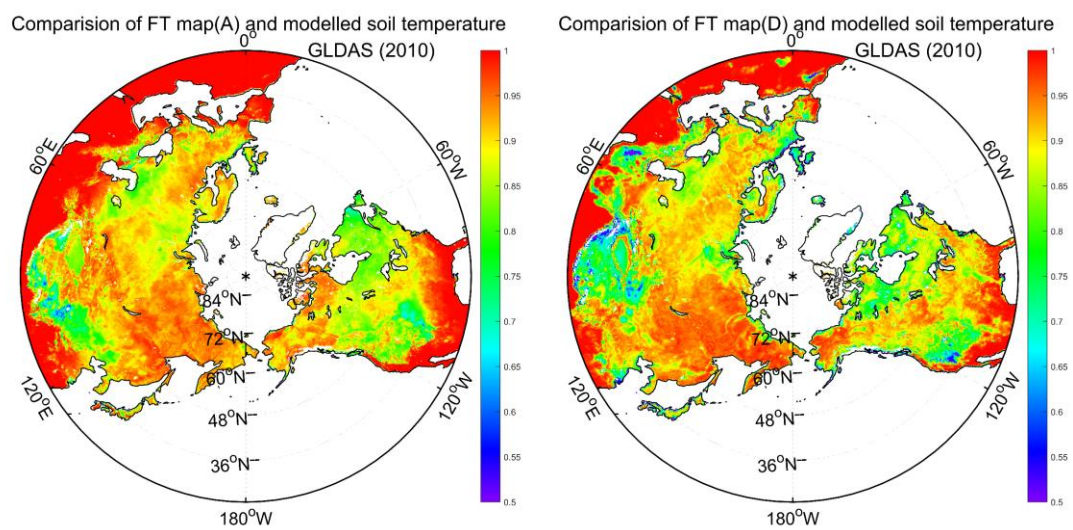 Comparision of FT map(A) and modelled soil temperature
GLDAS (2010)
0°
60°E
60°W
120°E
120°W
180°W
84°N
72°N
60°N
48°N
36°N
1
0.95
0.9
0.85
0.8
0.75
0.7
0.65
0.6
0.55
0.5
Comparision of FT map(D) and modelled soil temperature
GLDAS (2010)
0°
60°E
60°W
120°E
120°W
180°W
84°N
72°N
60°N
48°N
36°N
1
0.95
0.9
0.85
0.8
0.75
0.7
0.65
0.6
0.55
0.5